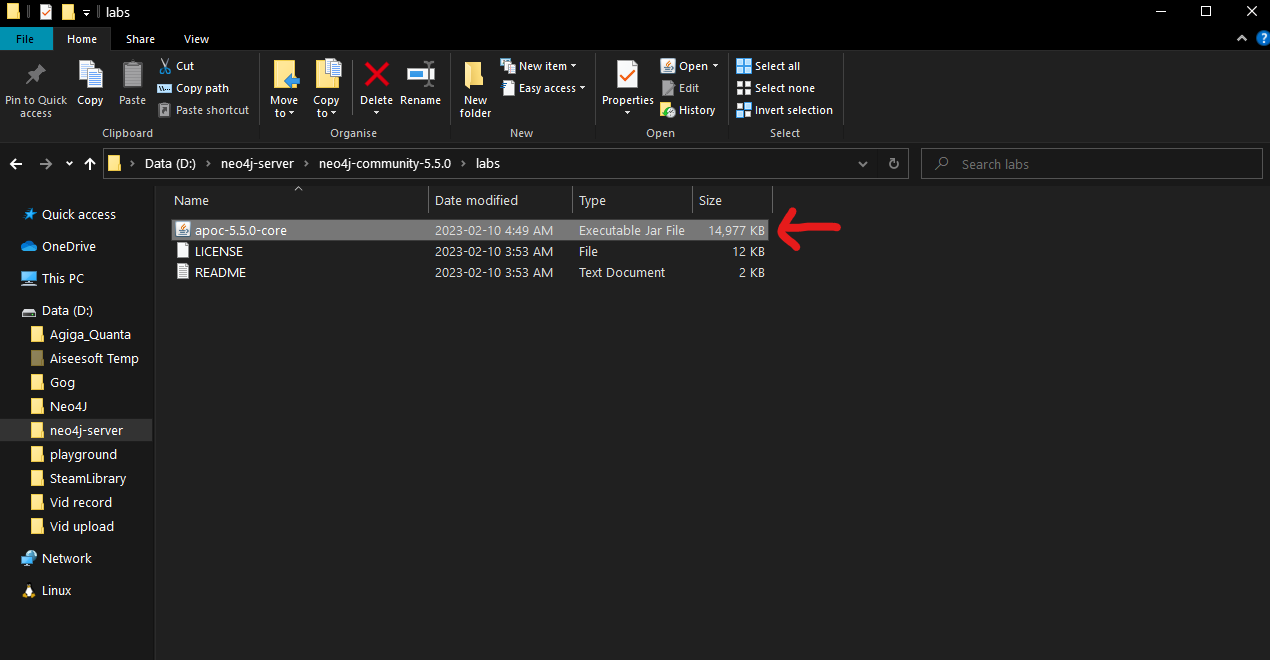 labs
File Home Share View
Pin to Quick access
Copy
Paste
Cut
Copy path
Paste shortcut
Clipboard
Move to
Copy to
Delete
Rename
Organise
New folder
New item
Easy access
New
Properties
Open
Edit
History
Open
Select all
Select none
Invert selection
Select
Data (D:) › neo4j-server › neo4j-community-5.5.0 › labs
Search labs
Name Date modified Type Size
apoc-5.5.0-core 2023-02-10 4:49 AM Executable Jar File 14,977 KB
LICENSE 2023-02-10 3:53 AM File 12 KB
README 2023-02-10 3:53 AM Text Document 2 KB
Quick access
OneDrive
This PC
Data (D:)
Agiga_Quanta
Aiseesoft Temp
Gog
Neo4J
neo4j-server
playground
SteamLibrary
Vid record
Vid upload
Network
Linux